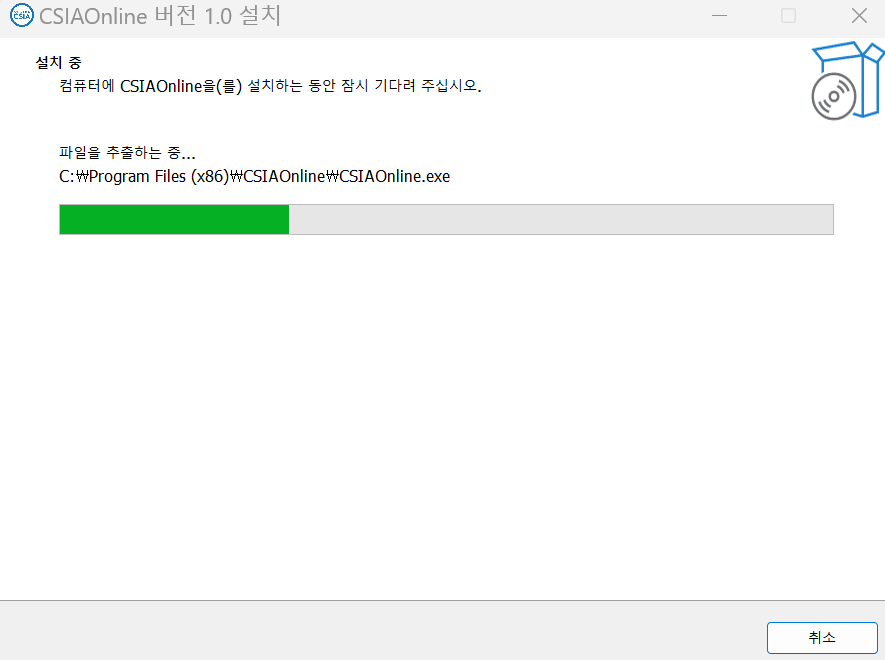 CSIA
CSIAOnline 버전 1.0 설치
설치 중
컴퓨터에 CSIAOnline을(를) 설치하는 동안 잠시 기다려 주십시오.
파일을 추출하는 중...
C:₩Program Files (x86)₩CSIAOnline₩CSIAOnline.exe
취소